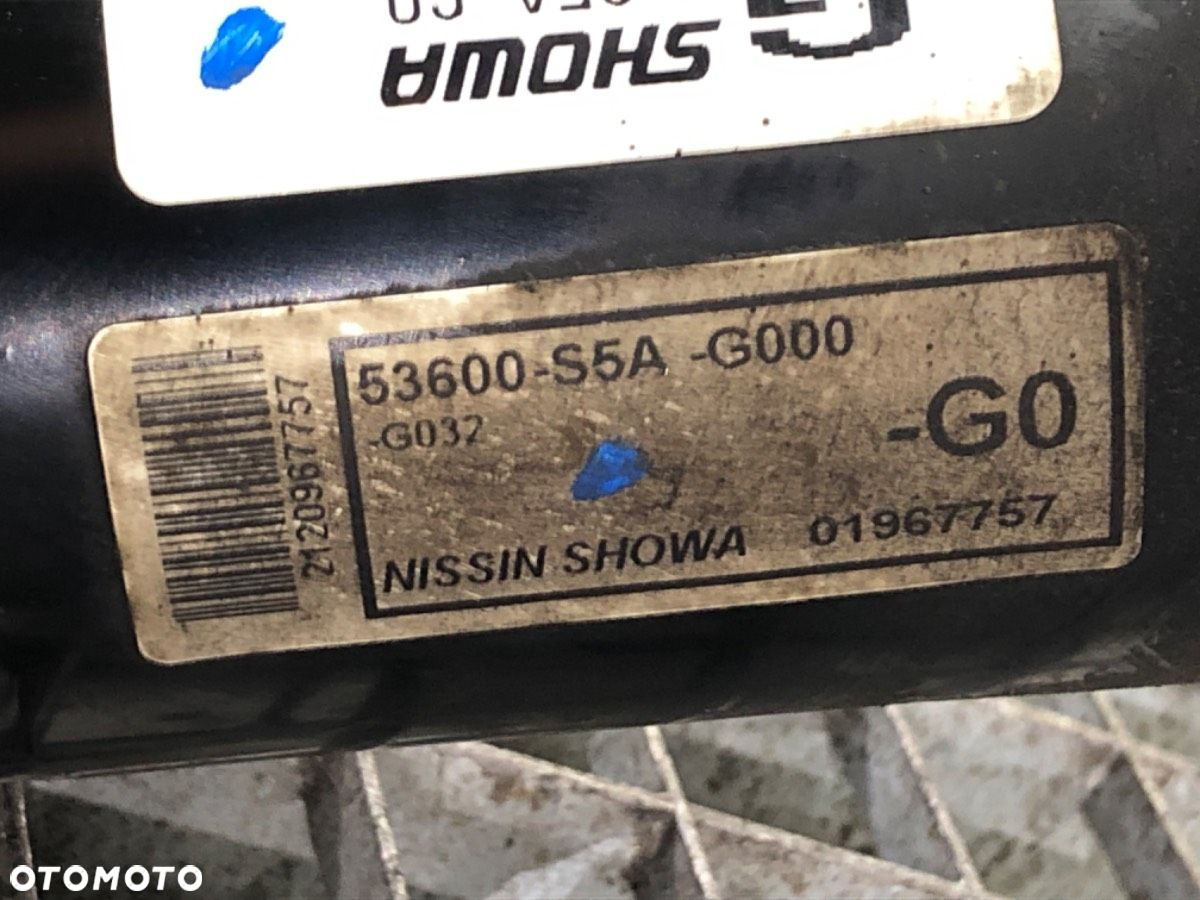 SHOWA
53600-S5A -G000
-G032
-G0
NISSIN SHOWA 01967757
2120967757
OTOMOTO